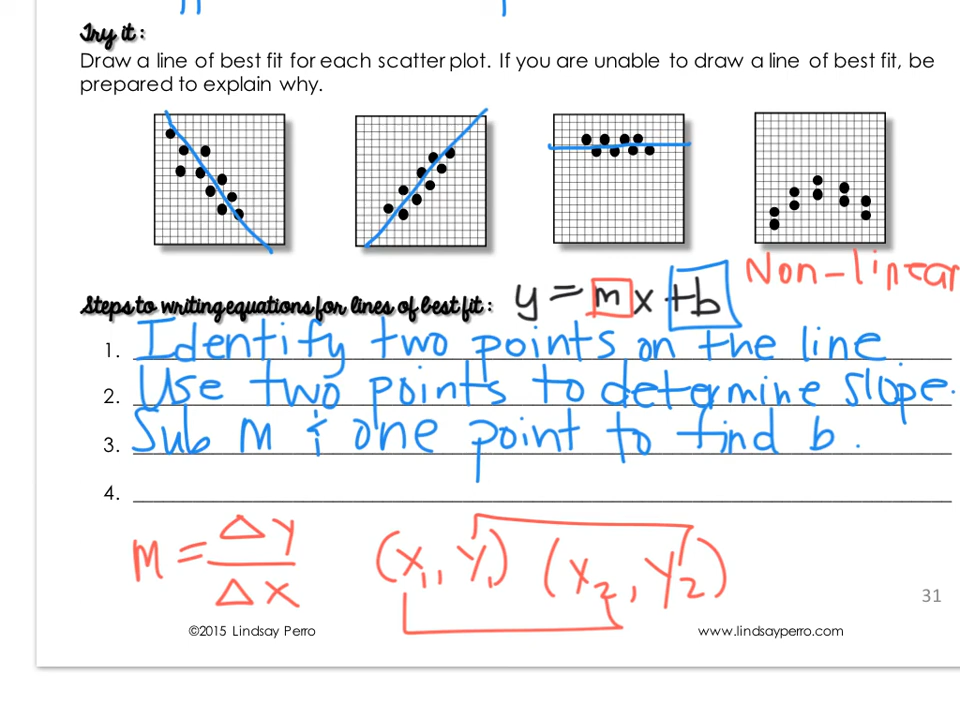 Try it:
Draw a line of best fit for each scatter plot. If you are unable to draw a line of best fit, be
prepared to explain why.
Non-linear
Steps to writing equations for lines of best fit: y = mx + b
1. Identify two points on the line
2. Use two points to determine slope.
3. Sub m & one point to find b.
4.
m = Δy/Δx (x₁, y₁) (x₂, y₂)
31
©2015 Lindsay Perro www.lindsayperro.com